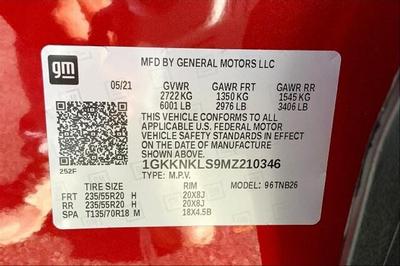 gm
MFD BY GENERAL MOTORS LLC
05/21 GVWR GAWR FRT GAWR RR
2722 KG 1350 KG 1545 KG
6001 LB 2976 LB 3406 LB
THIS VEHICLE CONFORMS TO ALL
APPLICABLE U.S. FEDERAL MOTOR
VEHICLE SAFETY STANDARDS IN EFFECT
ON THE DATE OF MANUFACTURE
SHOWN ABOVE.
1GKKNKLS9MZ210346
252F TYPE: M.P.V. MODEL: 96TNB26
TIRE SIZE RIM
FRT 235/55R20 H 20X8J
RR 235/55R20 H 20X8J
SPA T135/70R18 M 18X4.5B